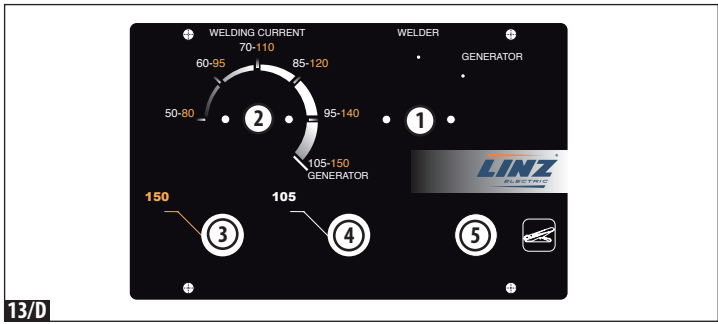 WELDING CURRENT
WELDER
70-110
60-95
85-120
GENERATOR
50-80
2
95-140
1
105-150
GENERATOR
LINZ
ELECTRIC
150
105
3
4
5
13/D